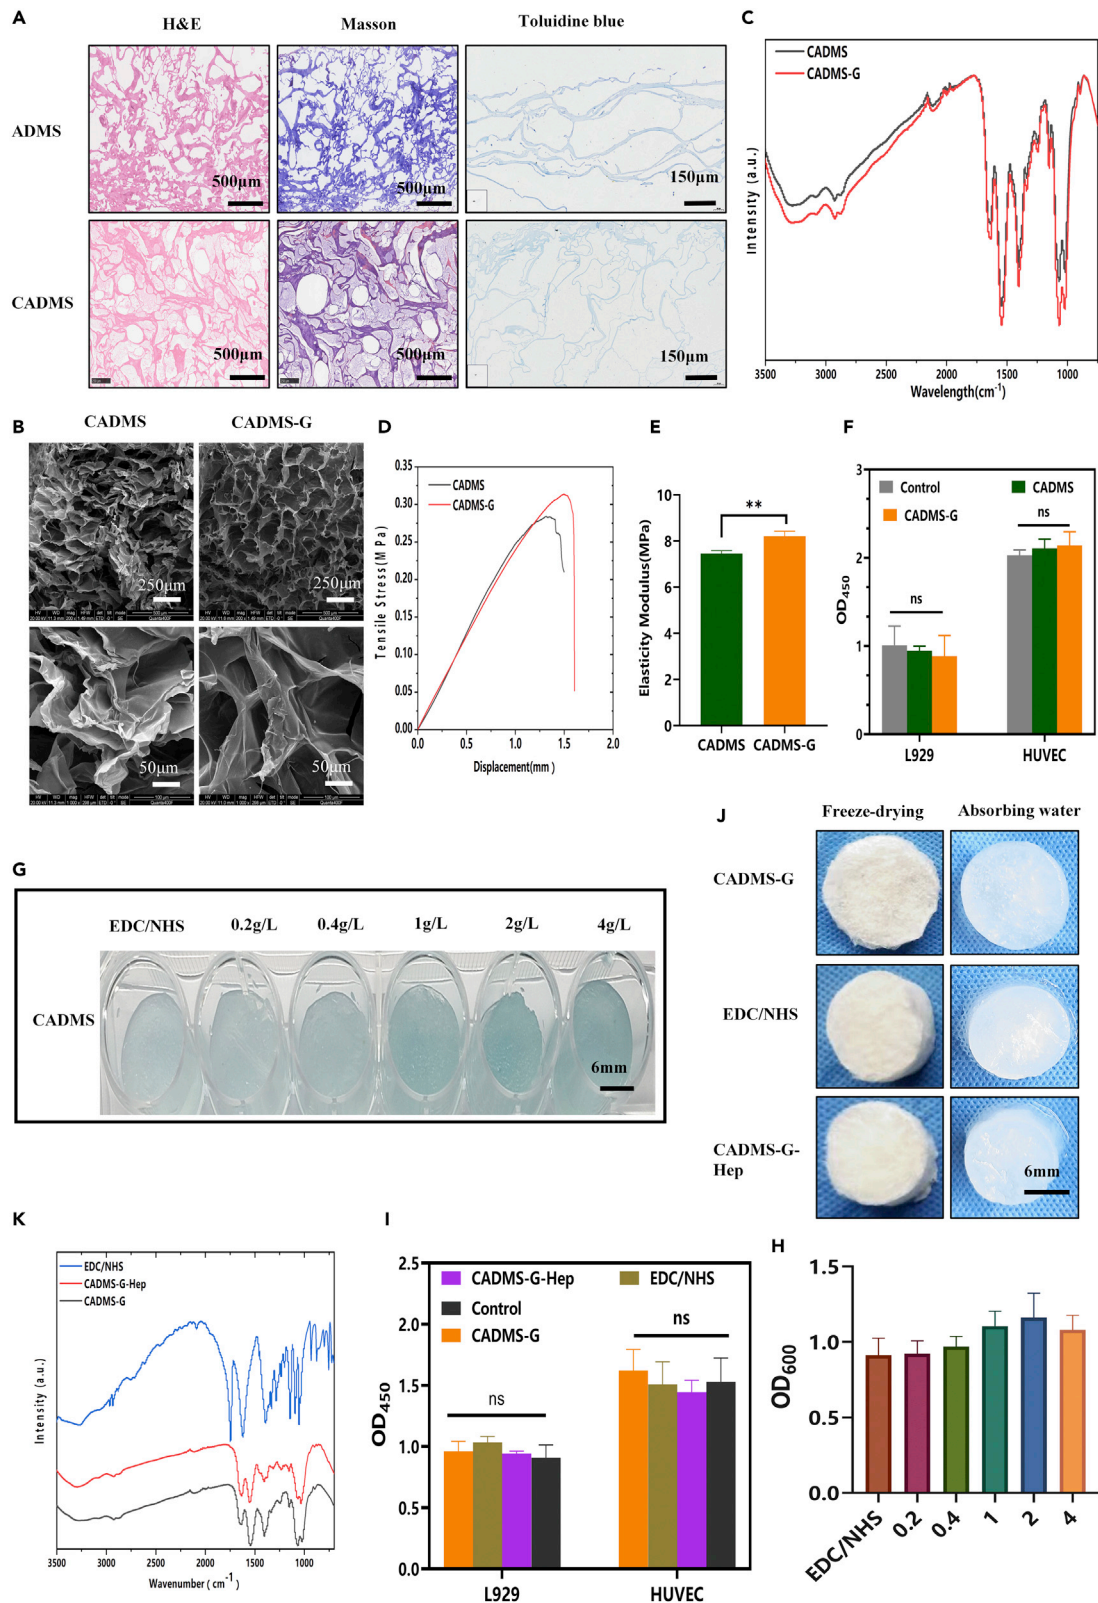 A
H&E
Masson
Toluidine blue
ADMS
500μm
500μm
150μm
CADMS
500μm
500μm
150μm
C
CADMS
CADMS-G
Intensity (a.u.)
3500
3000
2500
2000
1500
1000
Wavelength(cm⁻¹)
B
CADMS
CADMS-G
250μm
250μm
50μm
50μm
D
CADMS
CADMS-G
Tensile Stress(M Pa)
0.35
0.30
0.25
0.20
0.15
0.10
0.05
0.00
0.0
0.5
1.0
1.5
2.0
Displacement(mm )
E
**
Elasticity Modulus(MPa)
10
8
6
4
2
0
CADMS
CADMS-G
F
Control
CADMS
CADMS-G
ns
ns
OD₄₅₀
3
2
1
0
L929
HUVEC
G
EDC/NHS
0.2g/L
0.4g/L
1g/L
2g/L
4g/L
CADMS
6mm
J
Freeze-drying
Absorbing water
CADMS-G
EDC/NHS
CADMS-G-
Hep
6mm
K
EDC/NHS
CADMS-G-Hep
CADMS-G
Intensity (a.u.)
3500
3000
2500
2000
1500
1000
Wavenumber ( cm⁻¹)
I
CADMS-G-Hep
EDC/NHS
Control
CADMS-G
ns
ns
OD₄₅₀
2.5
2.0
1.5
1.0
0.5
0.0
L929
HUVEC
H
OD₆₀₀
1.5
1.0
0.5
0.0
EDC/NHS
0.2
0.4
1
2
4